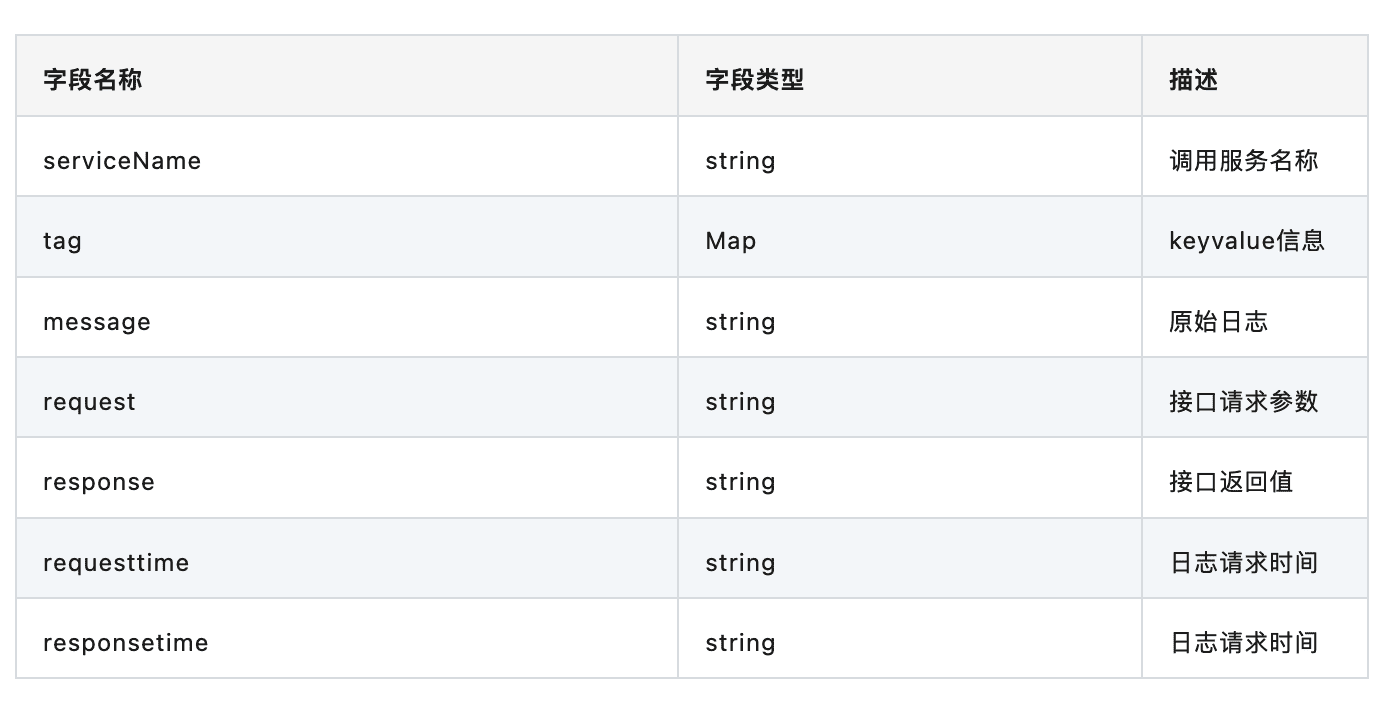 字段名称 字段类型 描述
serviceName string 调用服务名称
tag Map keyvalue信息
message string 原始日志
request string 接口请求参数
response string 接口返回值
requesttime string 日志请求时间
responsetime string 日志请求时间